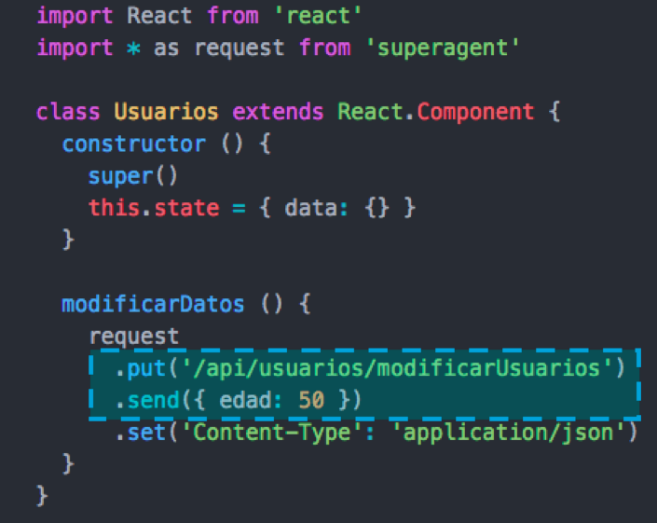 import React from 'react'
import * as request from 'superagent'
class Usuarios extends React.Component {
constructor () {
super()
this.state = { data: {} }
}
modificarDatos () {
request
.put('/api/usuarios/modificarUsuarios')
.send({ edad: 50 })
.set('Content-Type': 'application/json')
}
}